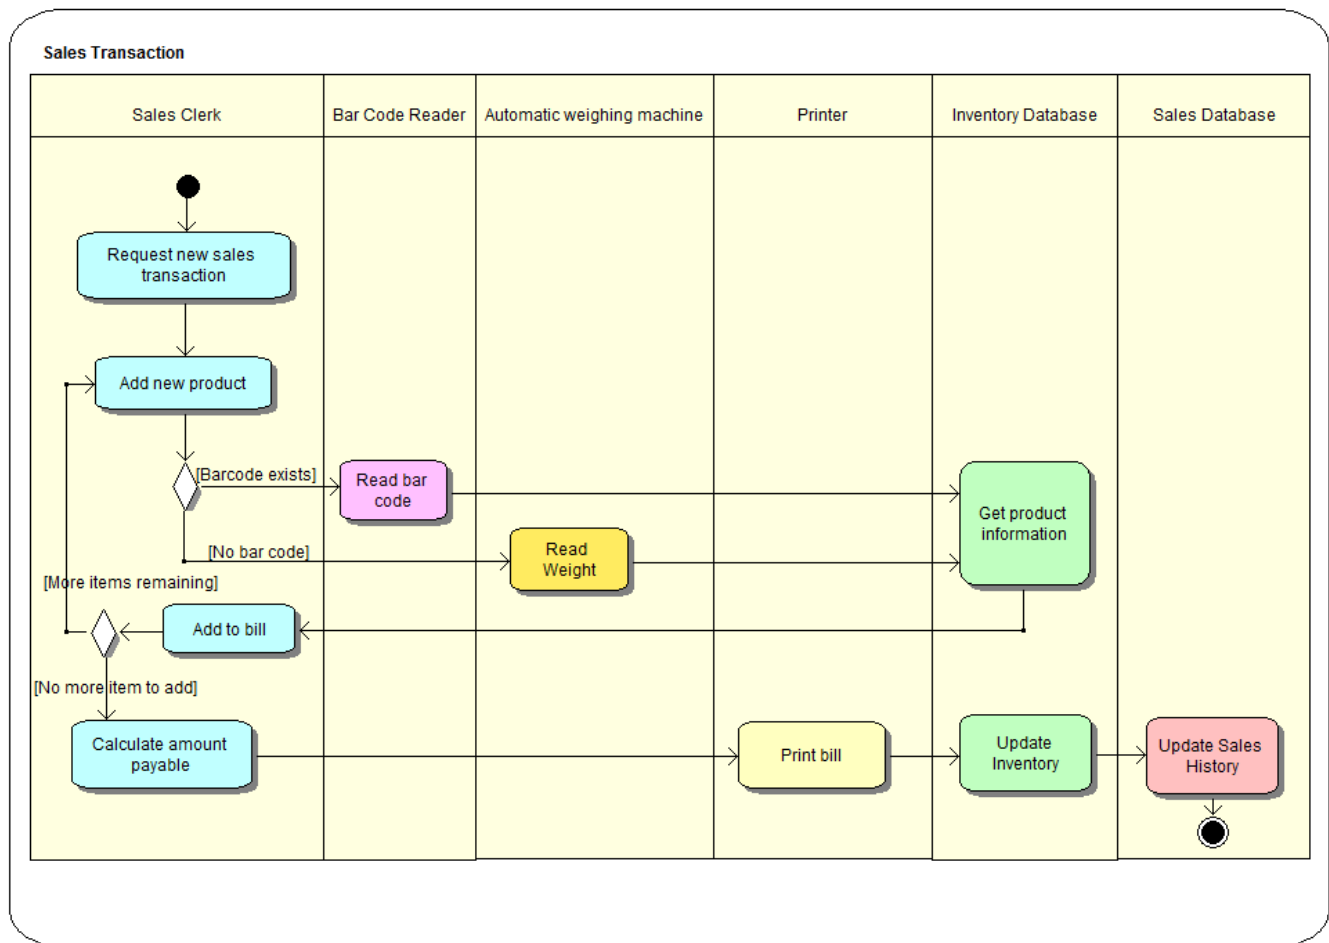 Sales Transaction
Sales Clerk
Bar Code Reader
Automatic weighing machine
Printer
Inventory Database
Sales Database
Request new sales
transaction
Add new product
[Barcode exists]
Read bar
code
Get product
information
[No bar code]
Read
Weight
[More items remaining]
Add to bill
[No more item to add]
Calculate amount
payable
Print bill
Update
Inventory
Update Sales
History